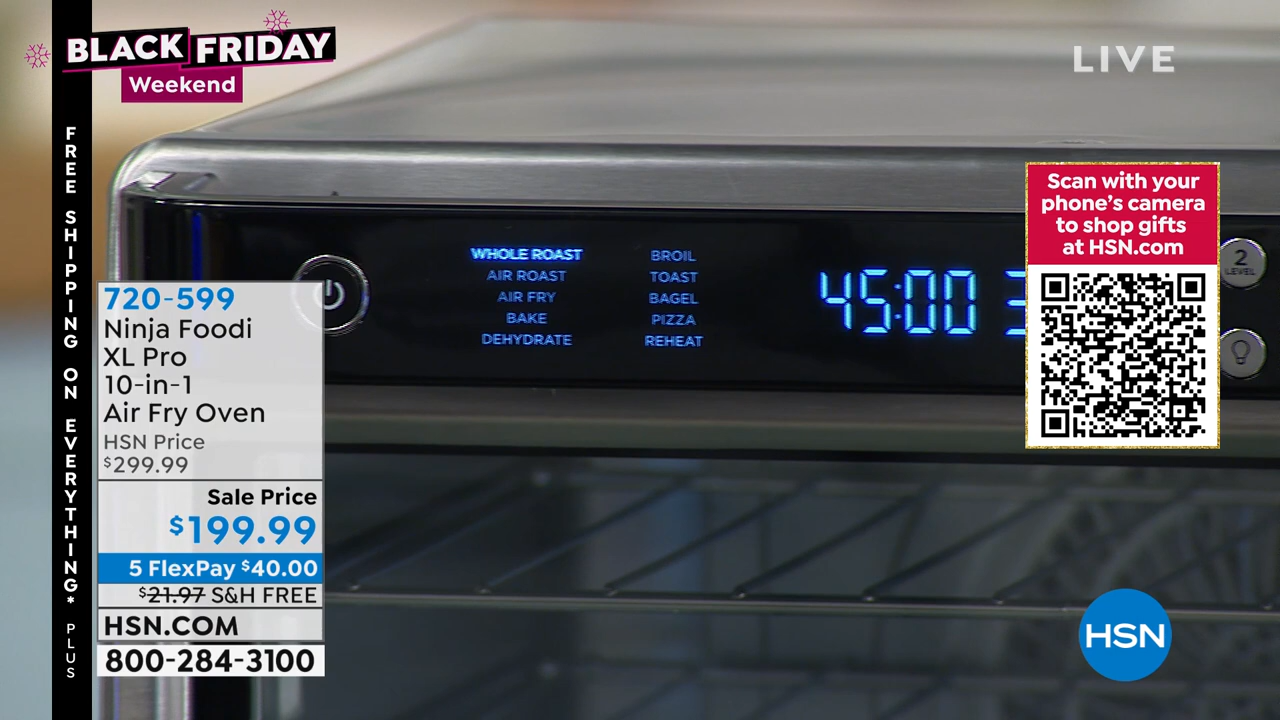 BLACK FRIDAY
Weekend
LIVE
FREE SHIPPING ON EVERYTHING* PLUS
Scan with your
phone's camera
to shop gifts
at HSN.com
WHOLE ROAST
AIR ROAST
AIR FRY
BAKE
DEHYDRATE
BROIL
TOAST
BAGEL
PIZZA
REHEAT
45:00
2
LEVEL
720-599
Ninja Foodi
XL Pro
10-in-1
Air Fry Oven
HSN Price
$299.99
Sale Price
$199.99
5 FlexPay $40.00
$21.97 S&H FREE
HSN.COM
800-284-3100
HSN